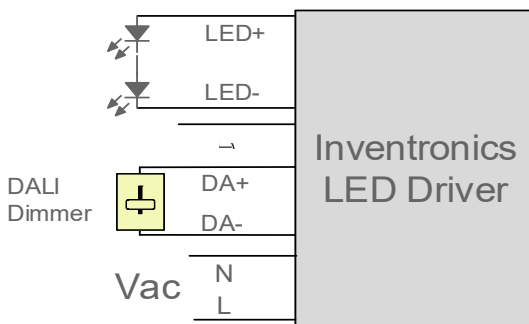 LED+
LED-
DALI
Dimmer
DA+
DA-
Inventronics
LED Driver
Vac
N
L